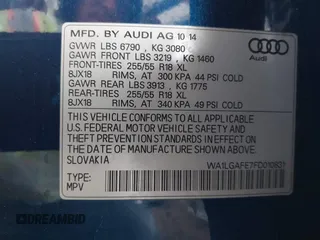 MFD. BY AUDI AG 10 14
GVWR LBS 6790 , KG 3080
GAWR FRONT LBS 3219 , KG 1460
FRONT-TIRES 255/55 R18 XL
8JX18 RIMS, AT 300 KPA 44 PSI COLD
GAWR REAR LBS 3913 , KG 1775
REAR-TIRES 255/55 R18 XL
8JX18 RIMS, AT 340 KPA 49 PSI COLD
THIS VEHICLE CONFORMS TO ALL APPLICABLE
U.S. FEDERAL MOTOR VEHICLE SAFETY AND
THEFT PREVENTION STANDARDS IN EFFECT
ON THE DATE OF MANUFACTURE SHOWN ABOVE.
SLOVAKIA
WA1LGAFE7FD010801
TYPE:
MPV
Audi
DREAMBID